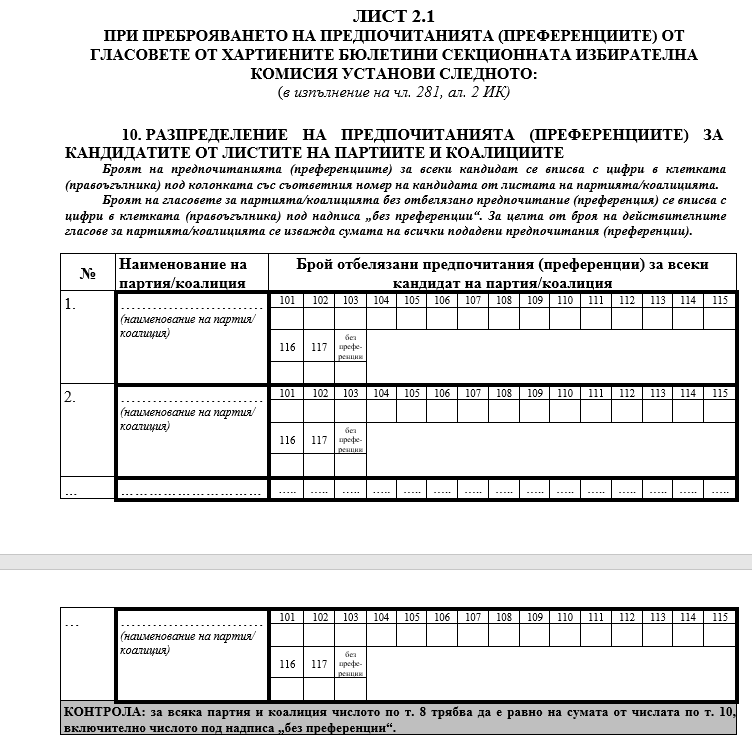 ЛИСТ 2.1
ПРИ ПРЕБРОЯВАНЕТО НА ПРЕДПОЧИТАНИЯТА (ПРЕФЕРЕНЦИИТЕ) ОТ
ГЛАСОВЕТЕ ОТ ХАРТИЕНИТЕ БЮЛЕТИНИ СЕКЦИОННАТА ИЗБИРАТЕЛНА
КОМИСИЯ УСТАНОВИ СЛЕДНОТО:
(в изпълнение на чл. 281, ал. 2 ИК)
10. РАЗПРЕДЕЛЕНИЕ НА ПРЕДПОЧИТАНИЯТА (ПРЕФЕРЕНЦИИТЕ) ЗА
КАНДИДАТИТЕ ОТ ЛИСТИТЕ НА ПАРТИИТЕ И КОАЛИЦИИТЕ
Броят на предпочитанията (преференциите) за всеки кандидат се вписва с цифри в клетката
(правоъгълника) под колонката със съответния номер на кандидата от листата на партията/коалицията.
Броят на гласовете за партията/коалицията без отбелязано предпочитание (преференция) се вписва с
цифри в клетката (правоъгълника) под надписа „без преференции“. За целта от броя на действителните
гласове за партията/коалицията се изважда сумата на всички подадени предпочитания (преференции).
№ Наименование на партия/коалиция Брой отбелязани предпочитания (преференции) за всеки кандидат на партия/коалиция
1. ……………………… 101 102 103 104 105 106 107 108 109 110 111 112 113 114 115
(наименование на партия/
коалиция)
116 117 без префе-ренции
2. ……………………… 101 102 103 104 105 106 107 108 109 110 111 112 113 114 115
(наименование на партия/
коалиция)
116 117 без префе-ренции
... ……………………… ….. ….. ….. ….. ….. ….. ….. ….. ….. ….. ….. ….. ….. ….. …..
... ……………………… 101 102 103 104 105 106 107 108 109 110 111 112 113 114 115
(наименование на партия/
коалиция)
116 117 без префе-ренции
КОНТРОЛА: за всяка партия и коалиция числото по т. 8 трябва да е равно на сумата от числата по т. 10,
включително числото под надписа „без преференции“.